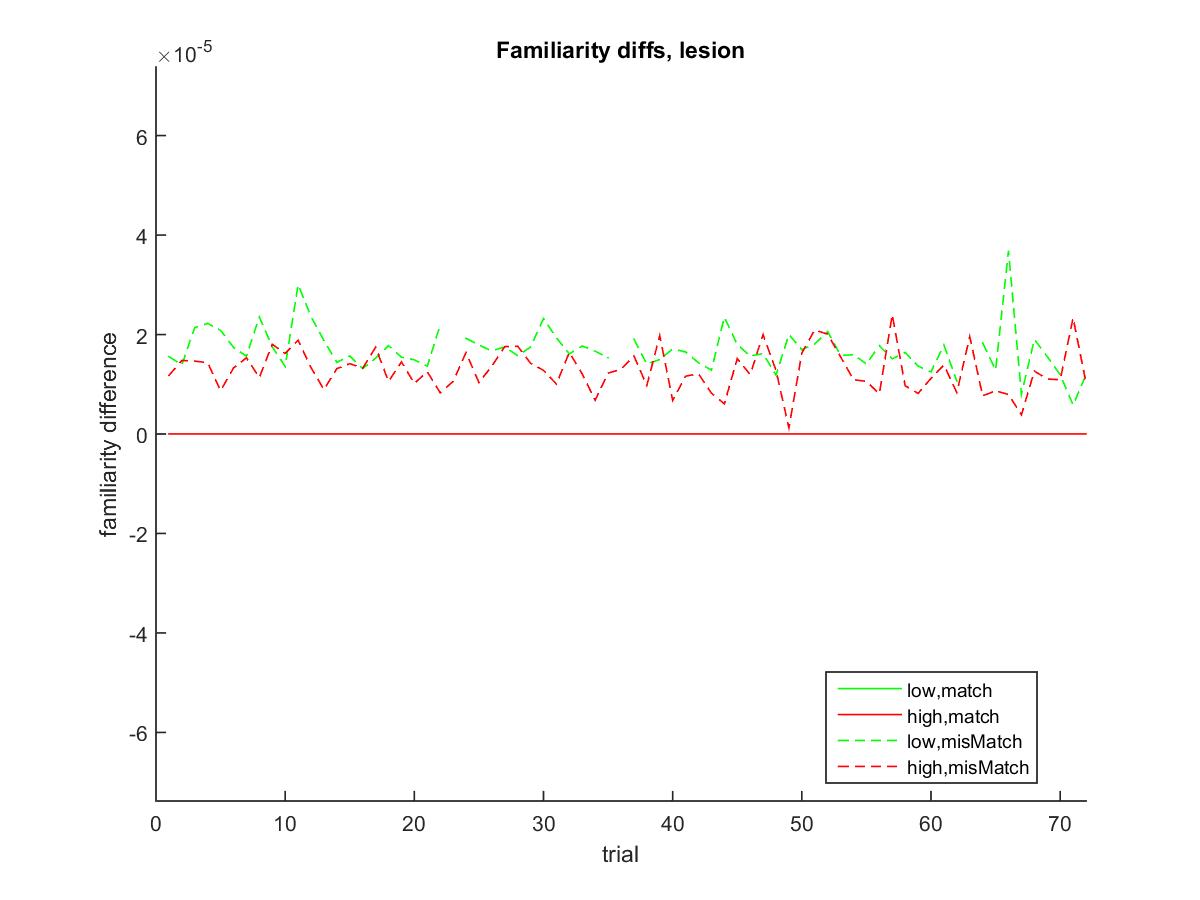 ×10-5
Familiarity diffs, lesion
6
4
2
0
-2
-4
-6
familiarity difference
low,match
high,match
low,misMatch
high,misMatch
0 10 20 30 40 50 60 70
trial